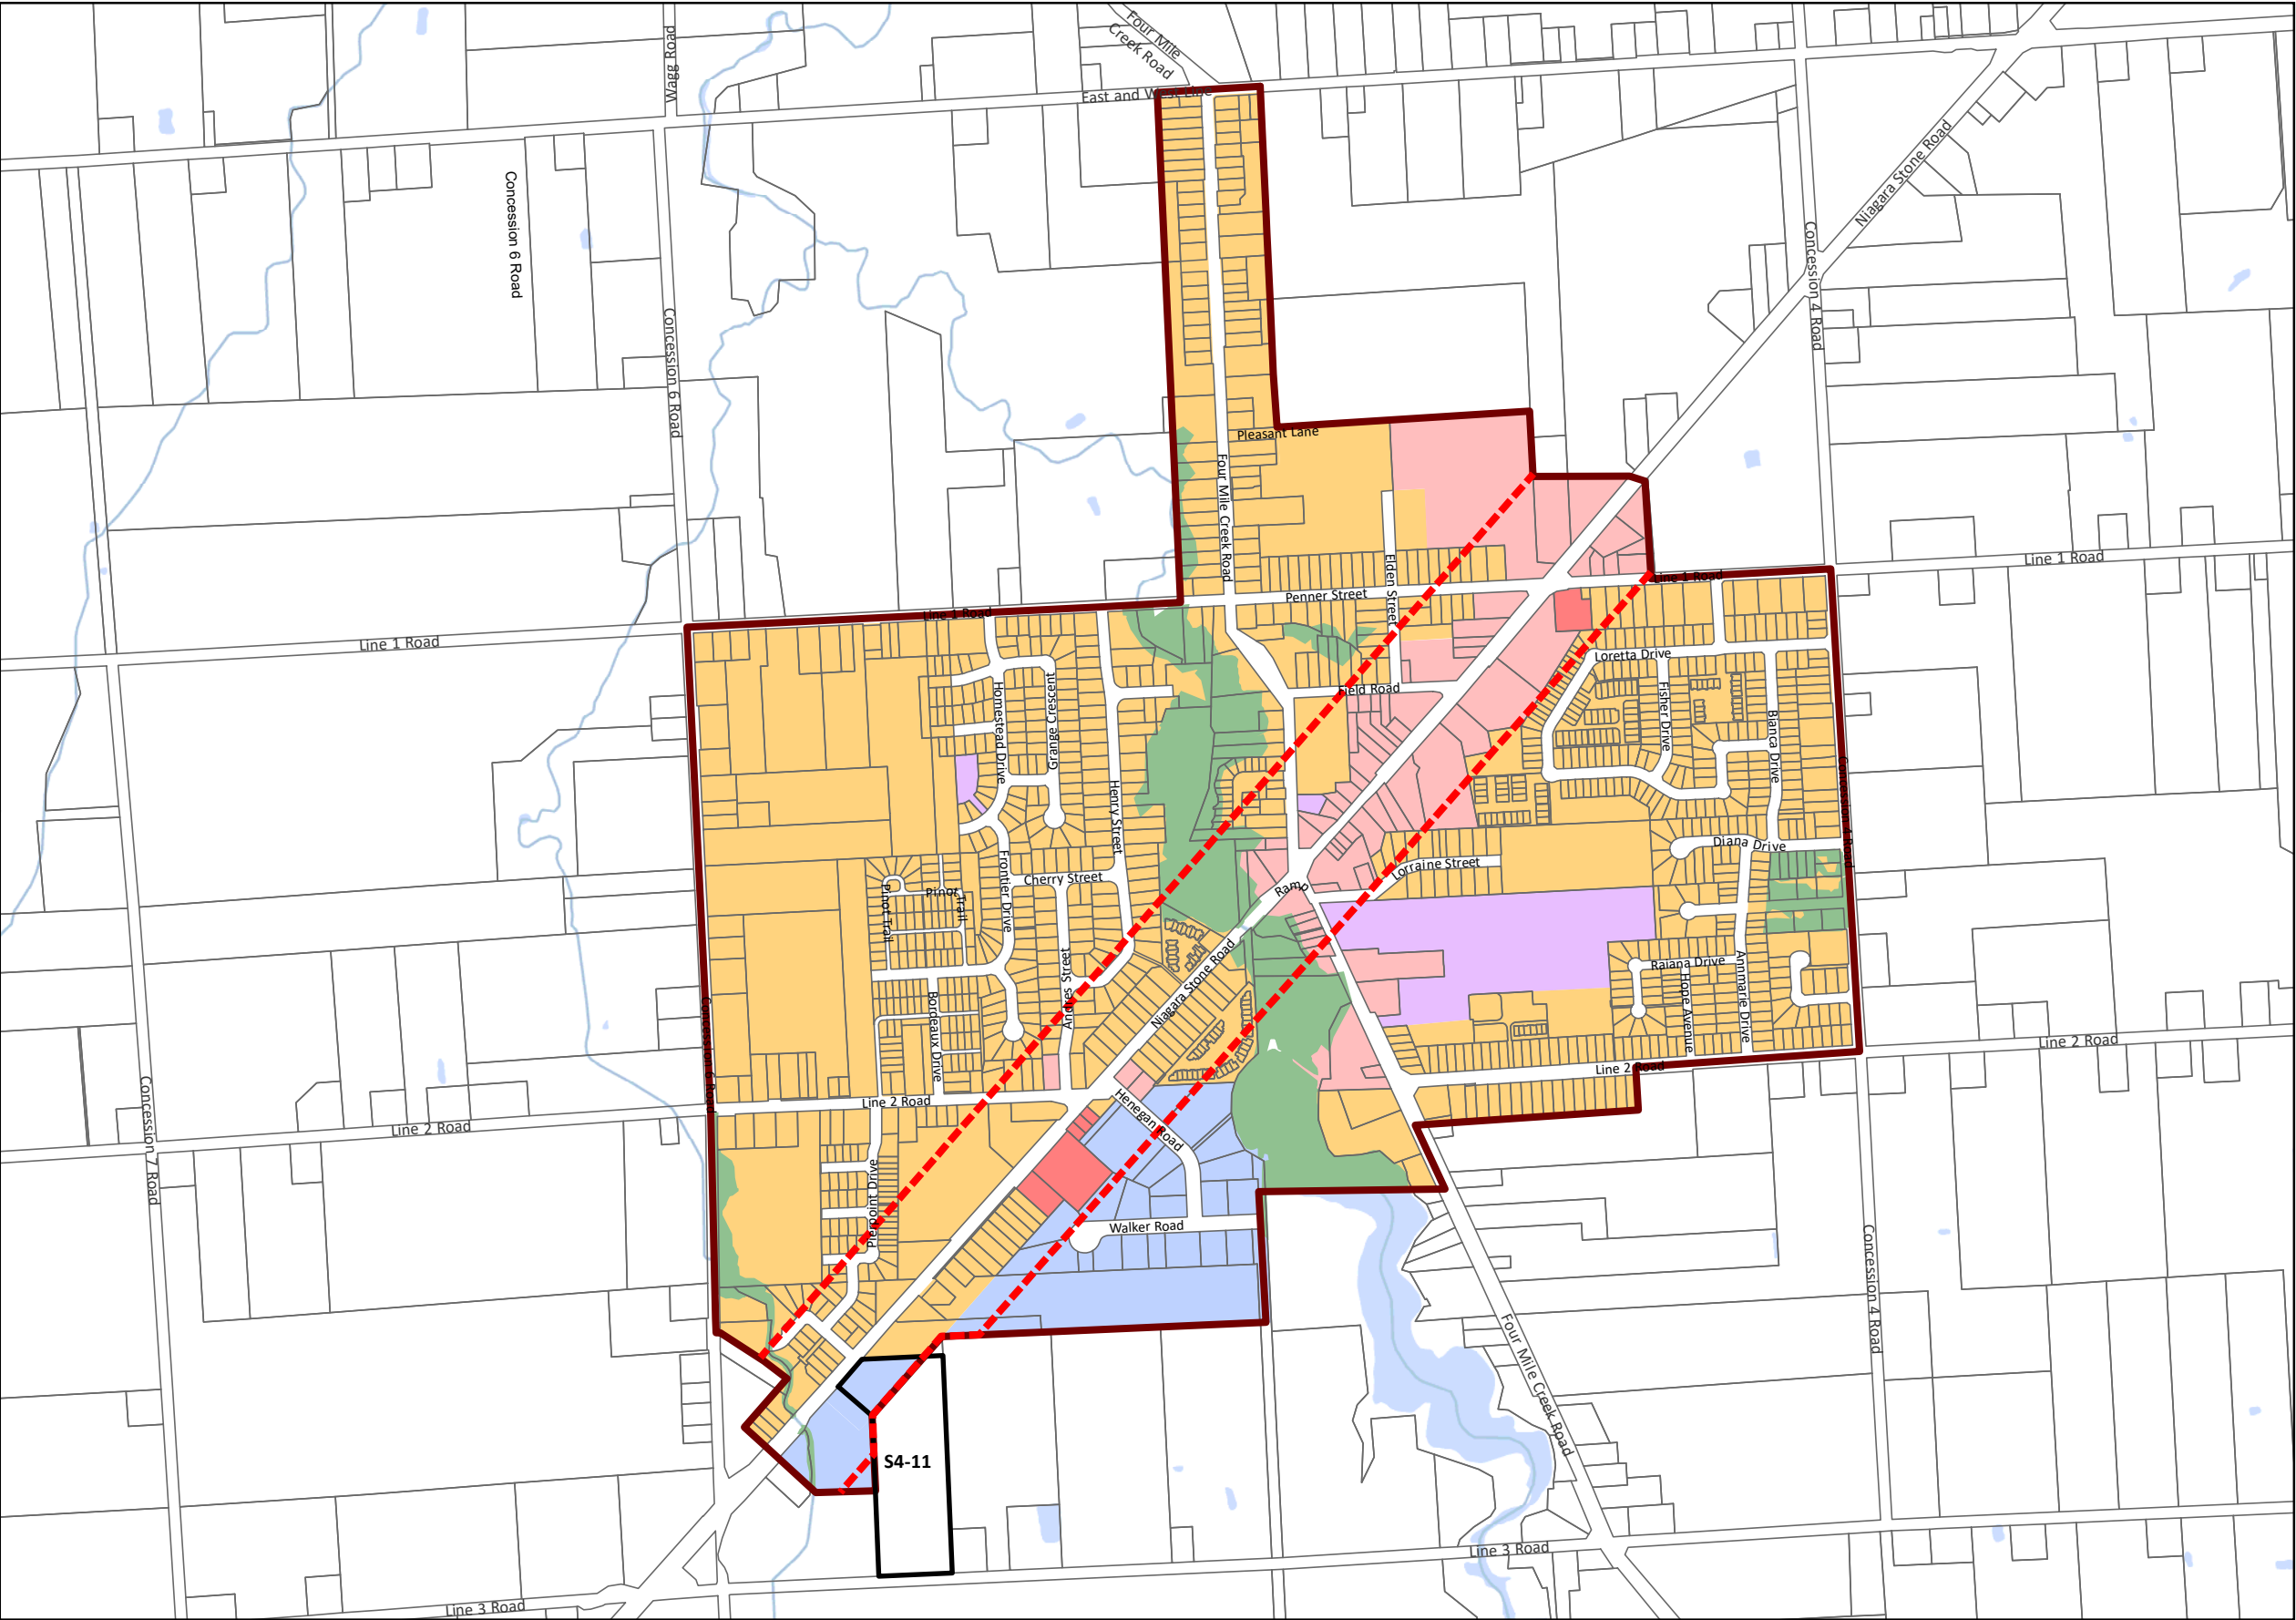 Four Mile
Creek Road
Wagg Road
East and West Line
Niagara Stone Road
Concession 6 Road
Concession 4 Road
Concession 6 Road
Pleasant Lane
Four Mile Creek Road
Elden Street
Line 1 Road
Line 1 Road
Penner Street
Line 1 Road
Line 1 Road
Loretta Drive
Field Road
Homestead Drive
Grange Crescent
Fisher Drive
Bianca Drive
Henry Street
Concession 4 Road
Diana Drive
Lorraine Street
Cherry Street
Frontier Drive
Ramp
Pinot Trail
Pinot Trail
Niagara Stone Road
Andres Street
Raiana Drive
Hope Avenue
Annmarie Drive
Bordeaux Drive
Concession 6 Road
Line 2 Road
Line 2 Road
Line 2 Road
Line 2 Road
Henegan Road
Concession 7 Road
Pierpoint Drive
Walker Road
Concession 4 Road
Four Mile Creek Road
S4-11
Line 3 Road
Line 3 Road